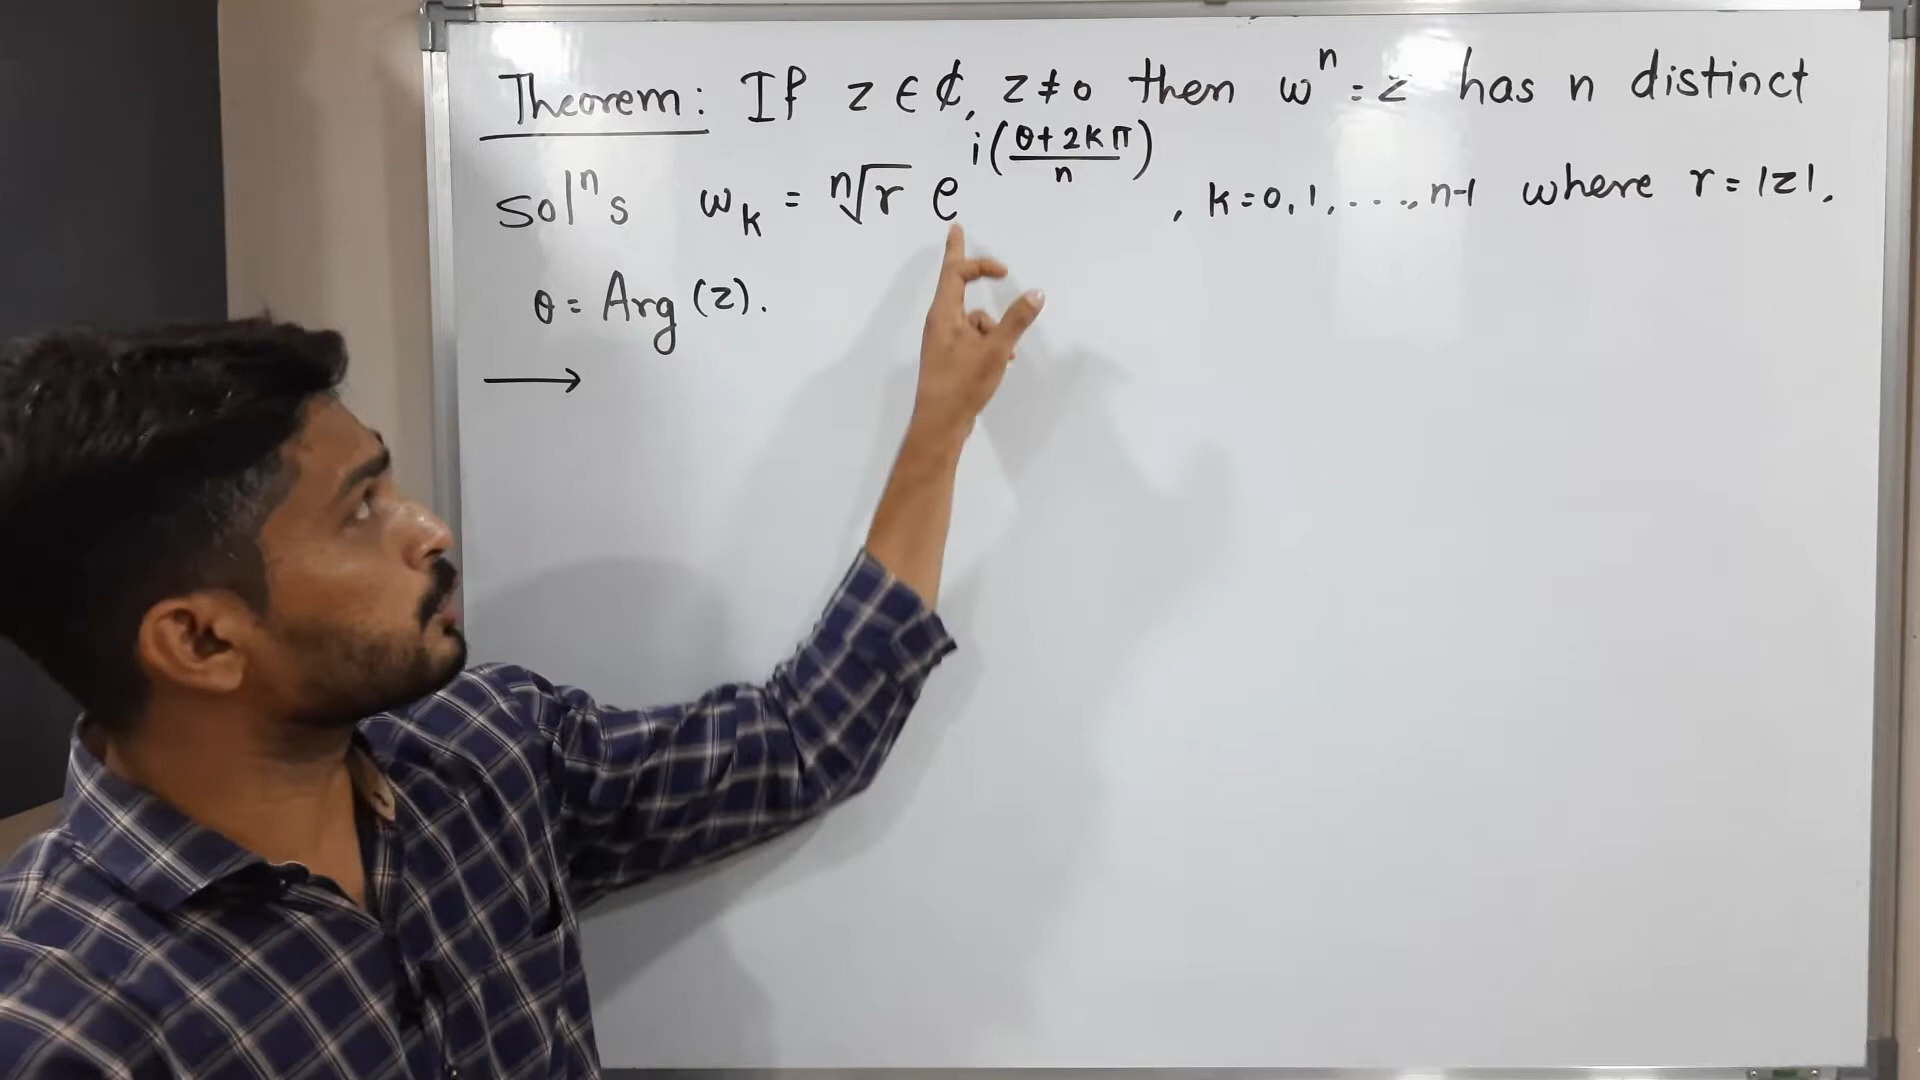 Theorem: If z ∈ ₵, z ≠ 0 then wⁿ = z has n distinct
solⁿs w_k = ⁿ√r e^{i((θ+2kπ)/n)}, k=0,1,...., n-1 where r = |z|,
θ = Arg (z).
→